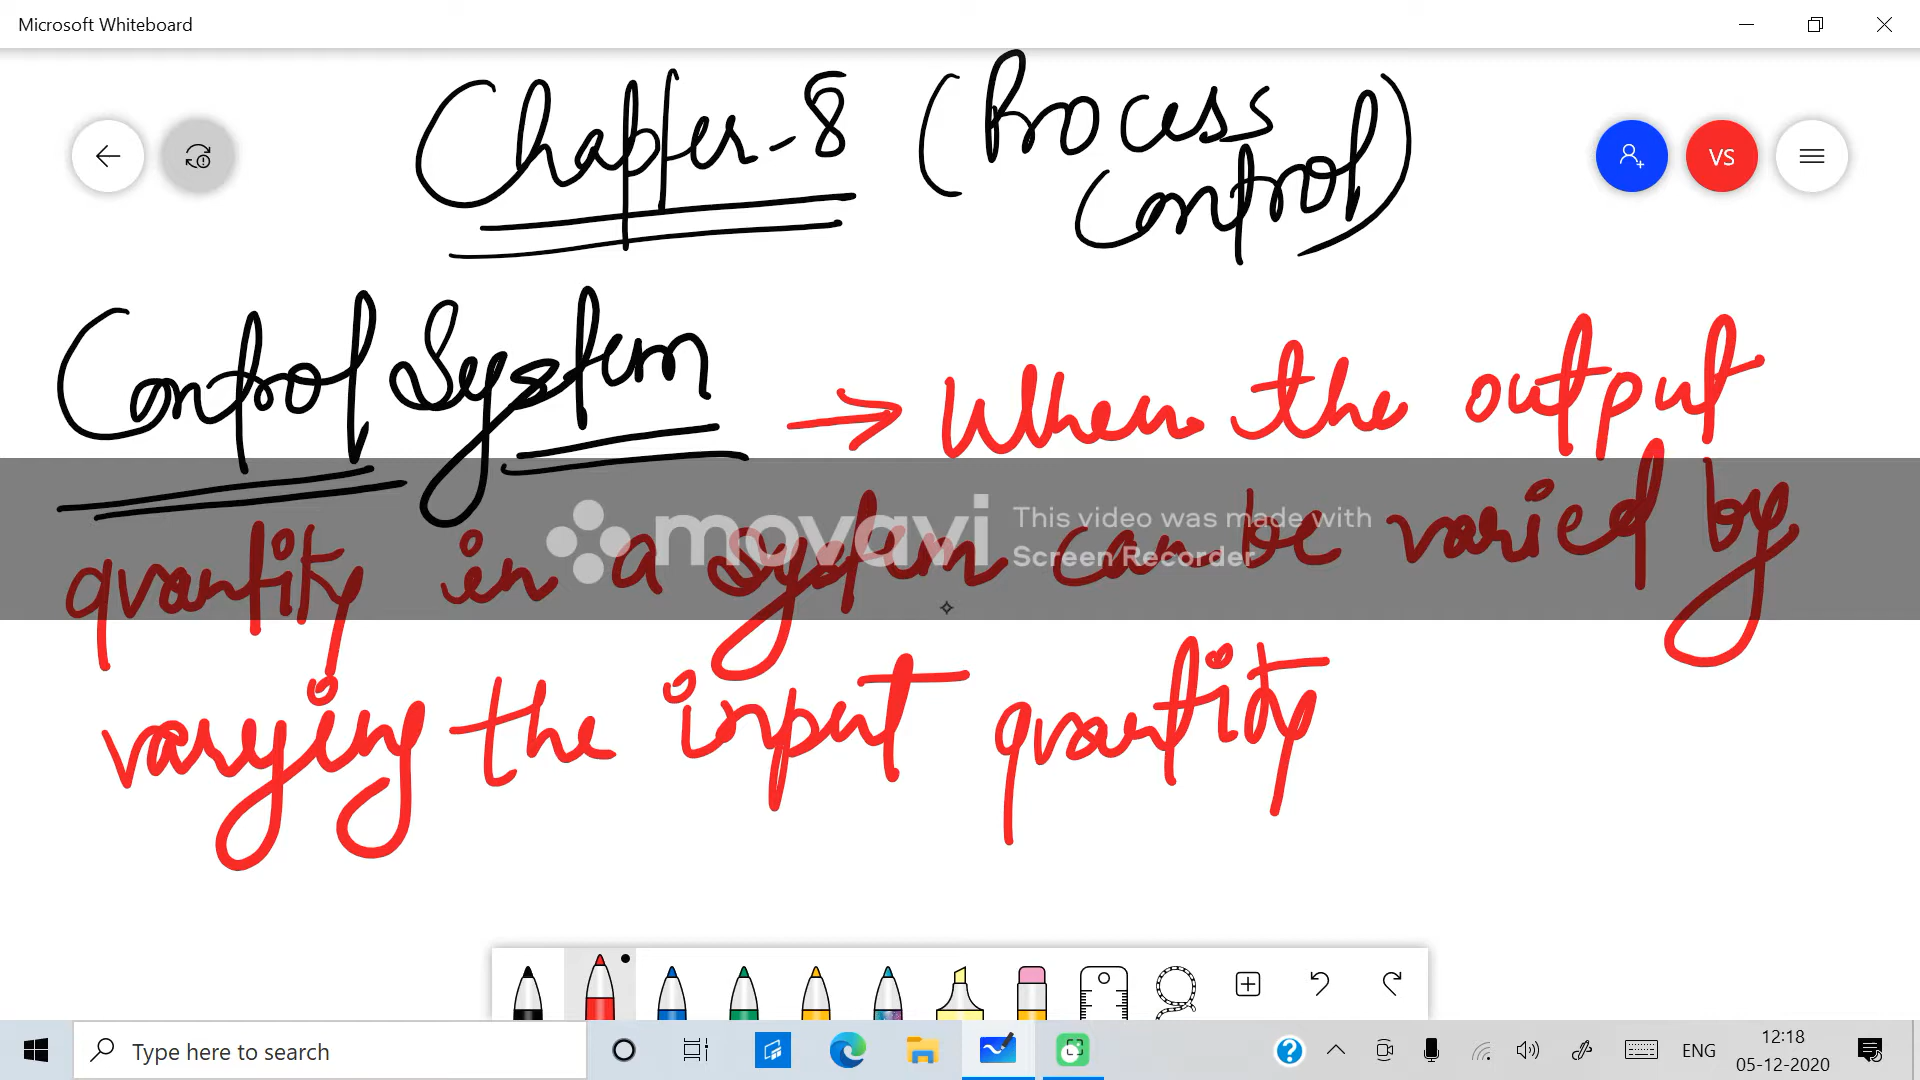 Microsoft Whiteboard
Chapter-8 (Process
Control)
VS
Control System → When the output
quantity in a system can be varied by
varying the input quantity
movavi
This video was made with
Screen Recorder
Type here to search
ENG
12:18
05-12-2020